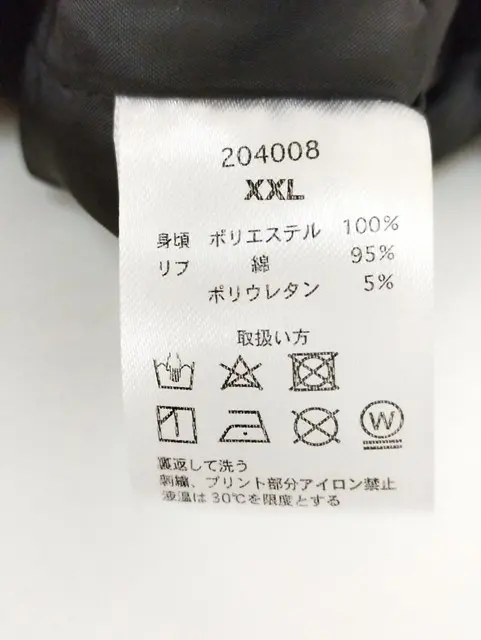 204008
XXL
身頃 ポリエステル 100%
リブ 綿 95%
ポリウレタン 5%
取扱い方
W
裏返して洗う
刺繍、プリント部分アイロン禁止
液温は30℃を限度とする